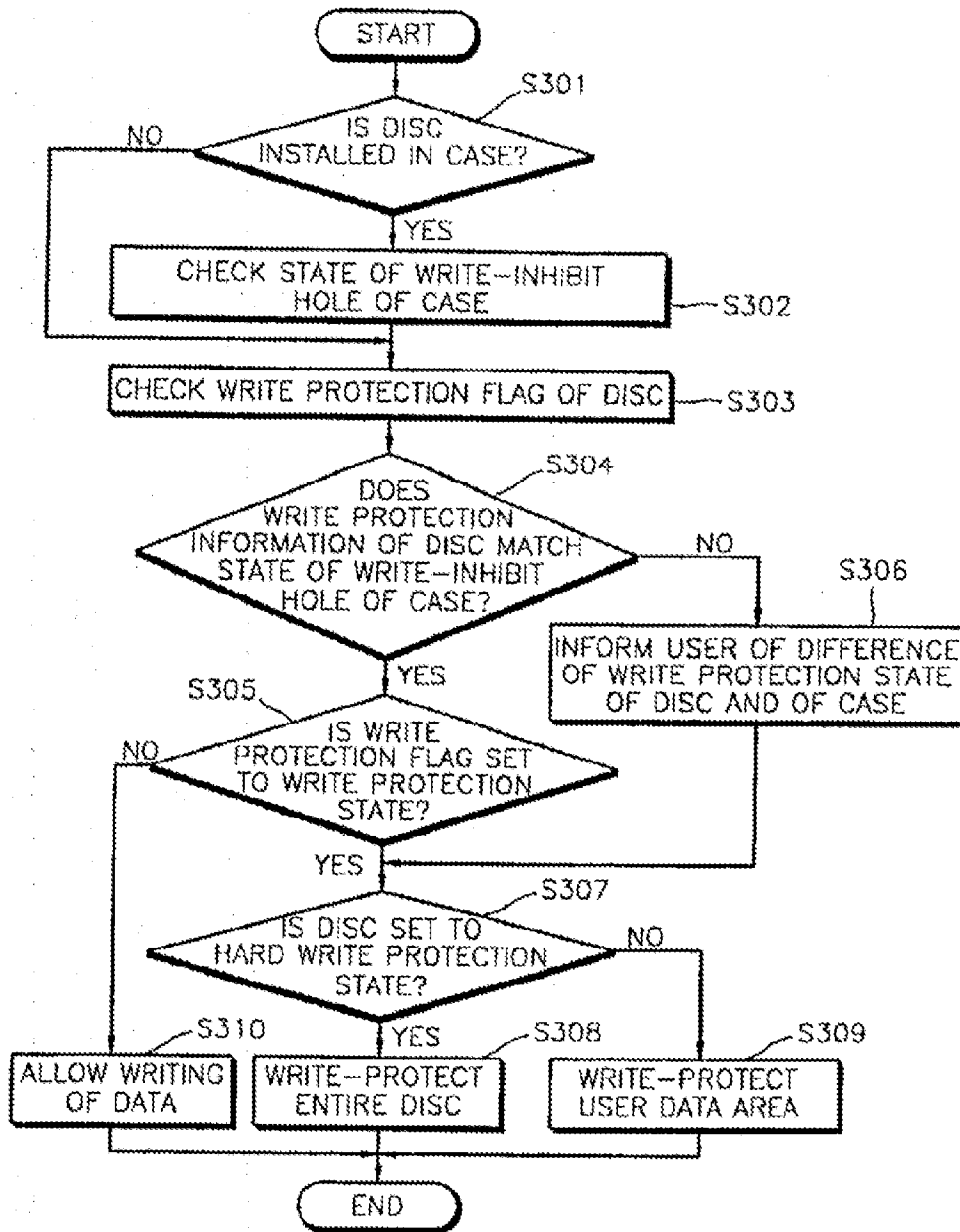 START
S301
IS DISC
INSTALLED IN CASE?
NO
YES
CHECK STATE OF WRITE-INHIBIT
HOLE OF CASE
S302
CHECK WRITE PROTECTION FLAG OF DISC
S303
S304
DOES
WRITE PROTECTION
INFORMATION OF DISC MATCH
STATE OF WRITE-INHIBIT
HOLE OF CASE?
NO
YES
S306
INFORM USER OF DIFFERENCE
OF WRITE PROTECTION STATE
OF DISC AND OF CASE
S305
IS WRITE
PROTECTION FLAG SET
TO WRITE PROTECTION
STATE?
NO
YES
S307
IS DISC SET TO
HARD WRITE PROTECTION
STATE?
NO
YES
S310
ALLOW WRITING
OF DATA
S308
WRITE-PROTECT
ENTIRE DISC
S309
WRITE-PROTECT
USER DATA AREA
END